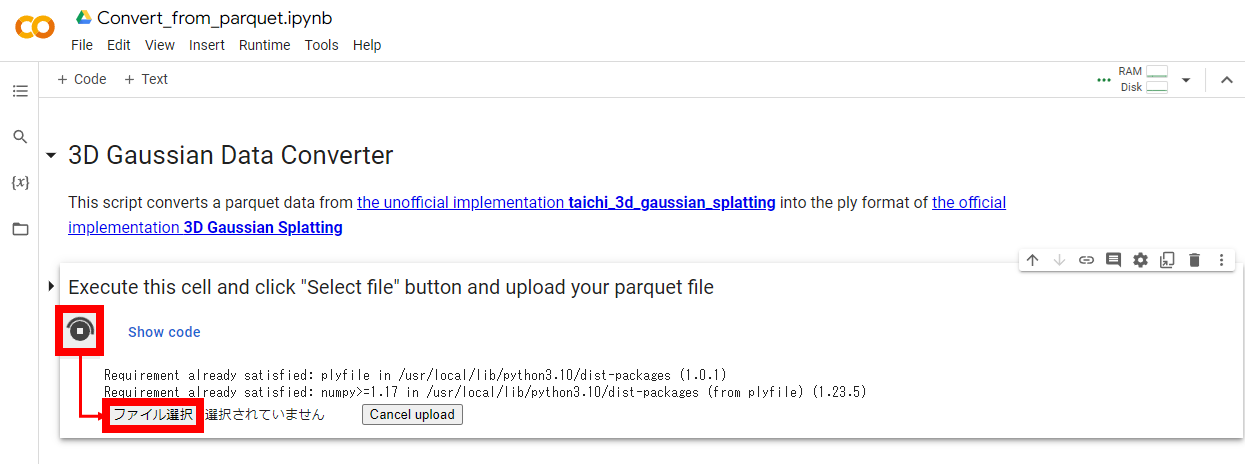 Convert_from_parquet.ipynb
File Edit View Insert Runtime Tools Help
+ Code + Text
RAM
Disk
{x}
3D Gaussian Data Converter
This script converts a parquet data from the unofficial implementation taichi_3d_gaussian_splatting into the ply format of the official
implementation 3D Gaussian Splatting
Execute this cell and click "Select file" button and upload your parquet file
Show code
Requirement already satisfied: plyfile in /usr/local/lib/python3.10/dist-packages (1.0.1)
Requirement already satisfied: numpy>=1.17 in /usr/local/lib/python3.10/dist-packages (from plyfile) (1.23.5)
ファイル選択 選択されていません Cancel upload